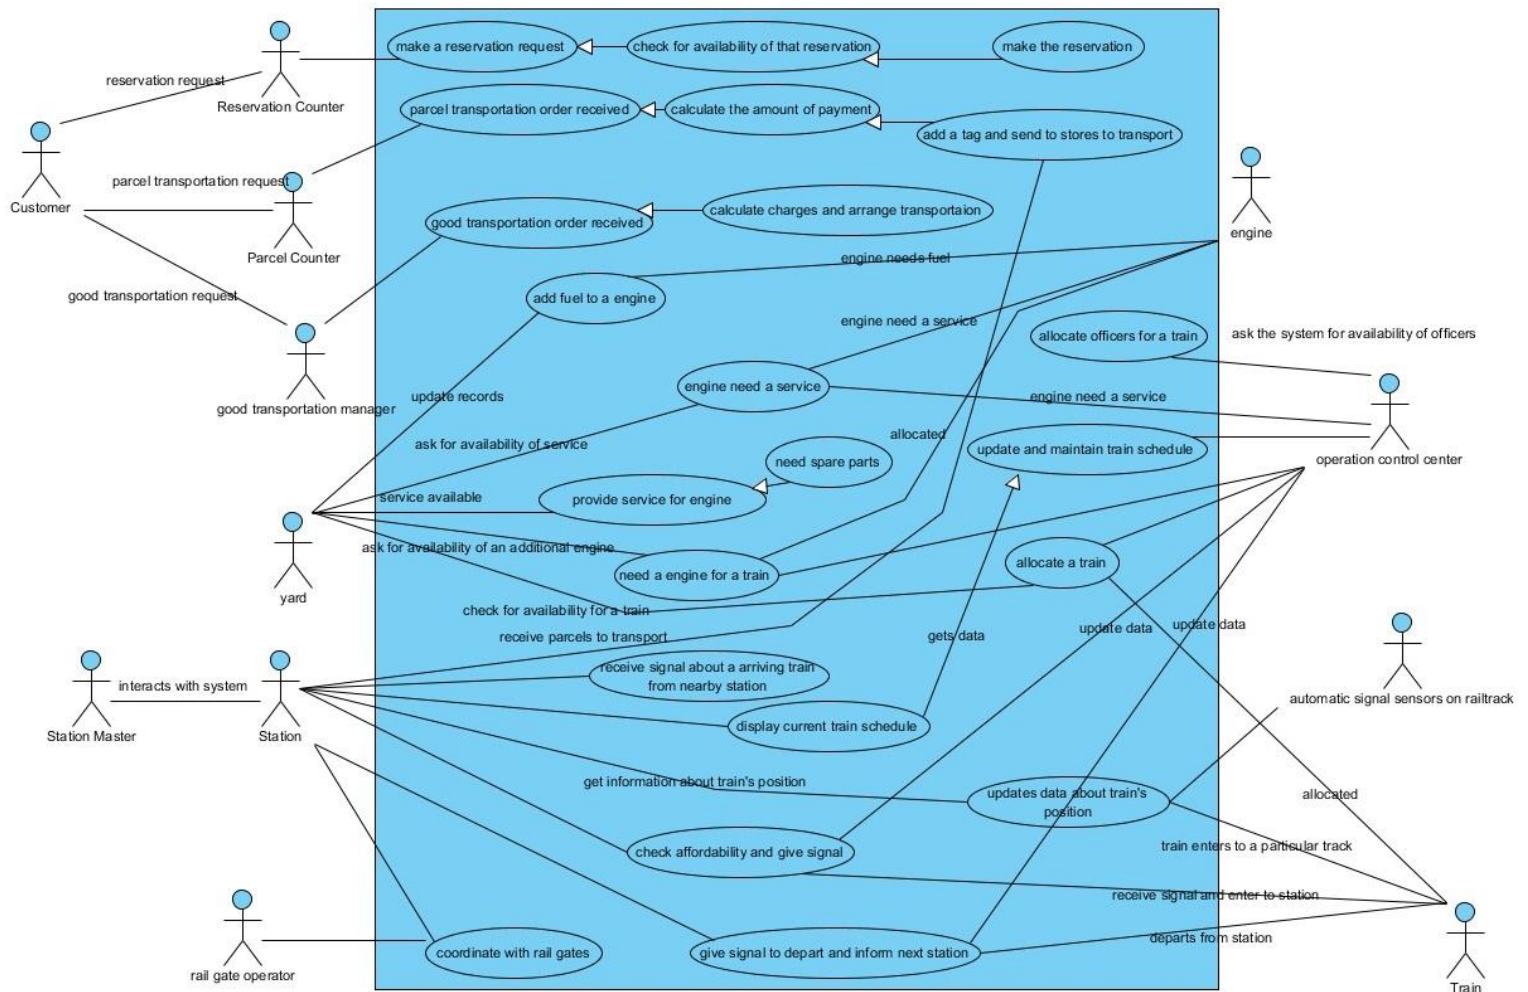 make a reservation request
check for availability of that reservation
make the reservation
reservation request
Reservation Counter
parcel transportation order received
calculate the amount of payment
add a tag and send to stores to transport
parcel transportation request
Customer
good transportation order received
calculate charges and arrange transportaion
engine
Parcel Counter
engine needs fuel
good transportation request
add fuel to a engine
engine need a service
allocate officers for a train
ask the system for availability of officers
engine need a service
engine need a service
update records
good transportation manager
allocated
ask for availability of service
update and maintain train schedule
operation control center
need spare parts
service available
provide service for engine
ask for availability of an additional engine
need a engine for a train
allocate a train
yard
check for availability for a train
receive parcels to transport
gets data
update data
update data
receive signal about a arriving train
from nearby station
interacts with system
automatic signal sensors on railtrack
Station Master
Station
display current train schedule
get information about train's position
updates data about train's
position
allocated
check affordability and give signal
train enters to a particular track
receive signal and enter to station
departs from station
coordinate with rail gates
give signal to depart and inform next station
rail gate operator
Train